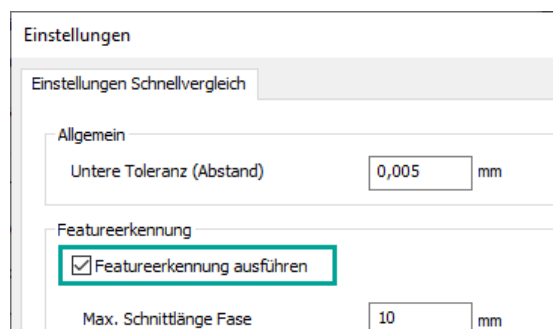 Einstellungen
Einstellungen Schnellvergleich
Allgemein
Untere Toleranz (Abstand) 0,005 mm
Featureerkennung
Featureerkennung ausführen
Max. Schnittlänge Fase 10 mm